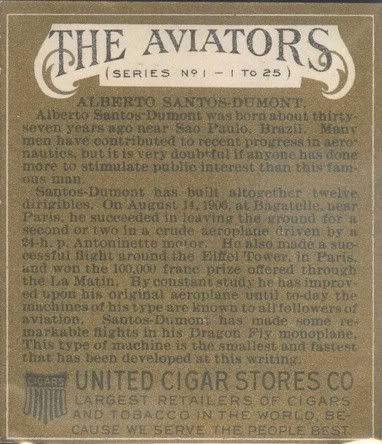 THE AVIATORS
(SERIES Nº 1 - 1 TO 25)
ALBERTO SANTOS-DUMONT.
Alberto Santos-Dumont was born about thirty-
seven years ago near Sao Paulo, Brazil. Many
men have contributed to recent progress in aero-
nautics, but it is very doubtful if anyone has done
more to stimulate public interest than this fam-
ous man.
Santos-Dumont has built altogether twelve
dirigibles. On August 14, 1906, at Bagatelle, near
Paris, he succeeded in leaving the ground for a
second or two in a crude aeroplane driven by a
24-h. p. Antoninette motor. He also made a suc-
cessful flight around the Eiffel Tower, in Paris,
and won the 100,000 franc prize offered through
the La Matin. By constant study he has improv-
ed upon his original aeroplane until to-day the
machines of his type are known to all followers of
aviation. Santos-Dumont has made some re-
markable flights in his Dragon Fly monoplane.
This type of machine is the smallest and fastest
that has been developed at this writing.
CIGARS
UNITED CIGAR STORES CO
LARGEST RETAILERS OF CIGARS
AND TOBACCO IN THE WORLD, BE-
CAUSE WE SERVE THE PEOPLE BEST.